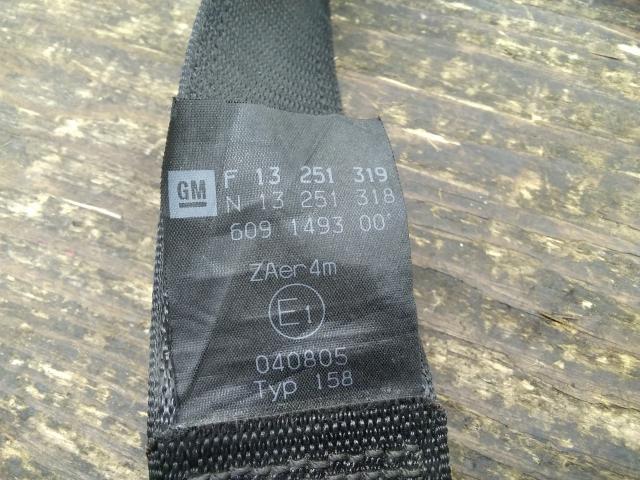 GM F 13 251 319
N 13 251 318
609 1493 00
ZAer4m
E1
040805
Typ 158